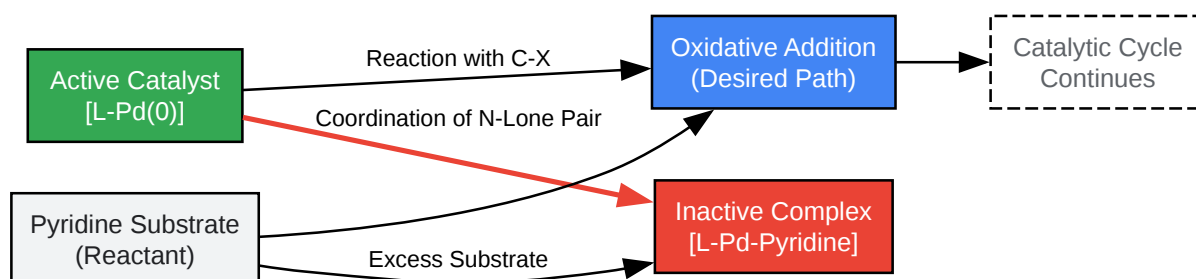 Active Catalyst
[L-Pd(0)]
Reaction with C-X
Oxidative Addition
(Desired Path)
Catalytic Cycle
Continues
Coordination of N-Lone Pair
Pyridine Substrate
(Reactant)
Excess Substrate
Inactive Complex
[L-Pd-Pyridine]